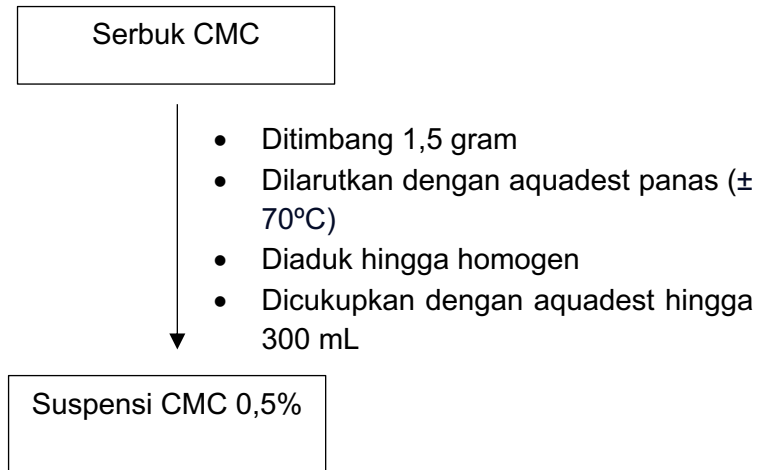 Serbuk CMC
• Ditimbang 1,5 gram
• Dilarutkan dengan aquadest panas (±
70ºC)
• Diaduk hingga homogen
• Dicukupkan dengan aquadest hingga
300 mL
Suspensi CMC 0,5%